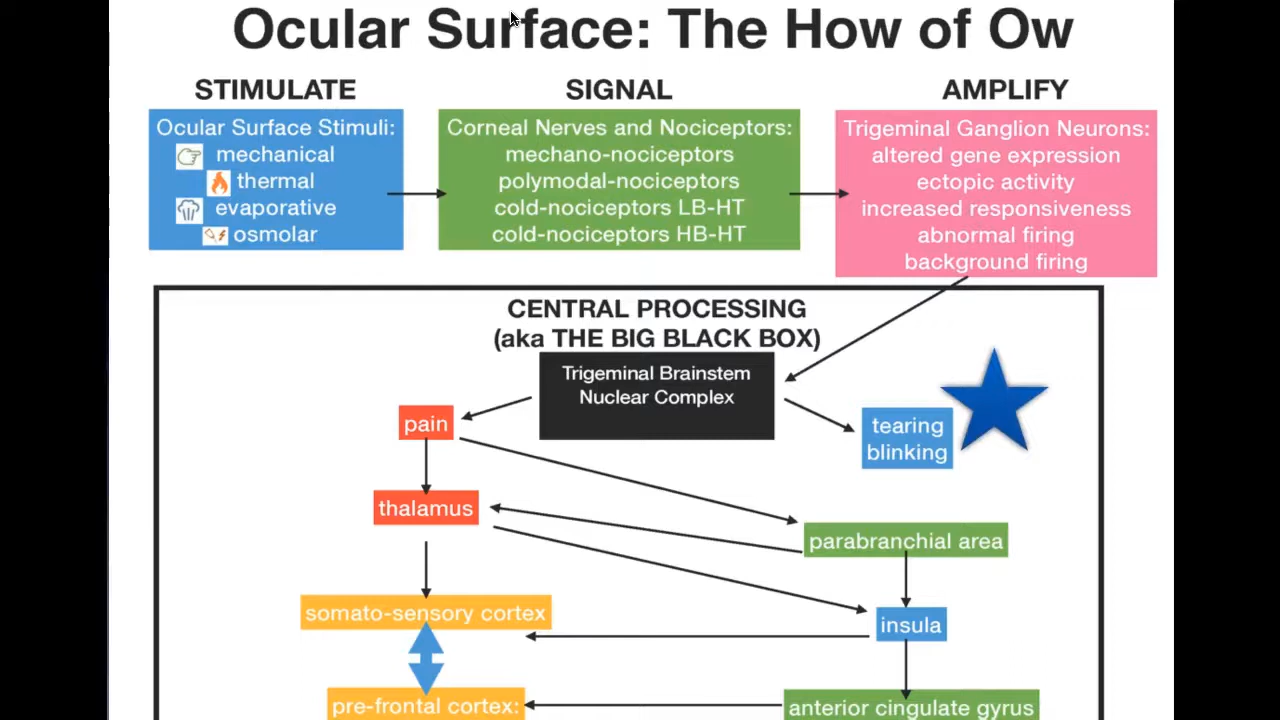 Ocular Surface: The How of Ow
STIMULATE
Ocular Surface Stimuli:
mechanical
thermal
evaporative
osmolar
SIGNAL
Corneal Nerves and Nociceptors:
mechano-nociceptors
polymodal-nociceptors
cold-nociceptors LB-HT
cold-nociceptors HB-HT
AMPLIFY
Trigeminal Ganglion Neurons:
altered gene expression
ectopic activity
increased responsiveness
abnormal firing
background firing
CENTRAL PROCESSING
(aka THE BIG BLACK BOX)
Trigeminal Brainstem
Nuclear Complex
pain
tearing
blinking
thalamus
parabranchial area
somato-sensory cortex
insula
pre-frontal cortex:
anterior cingulate gyrus